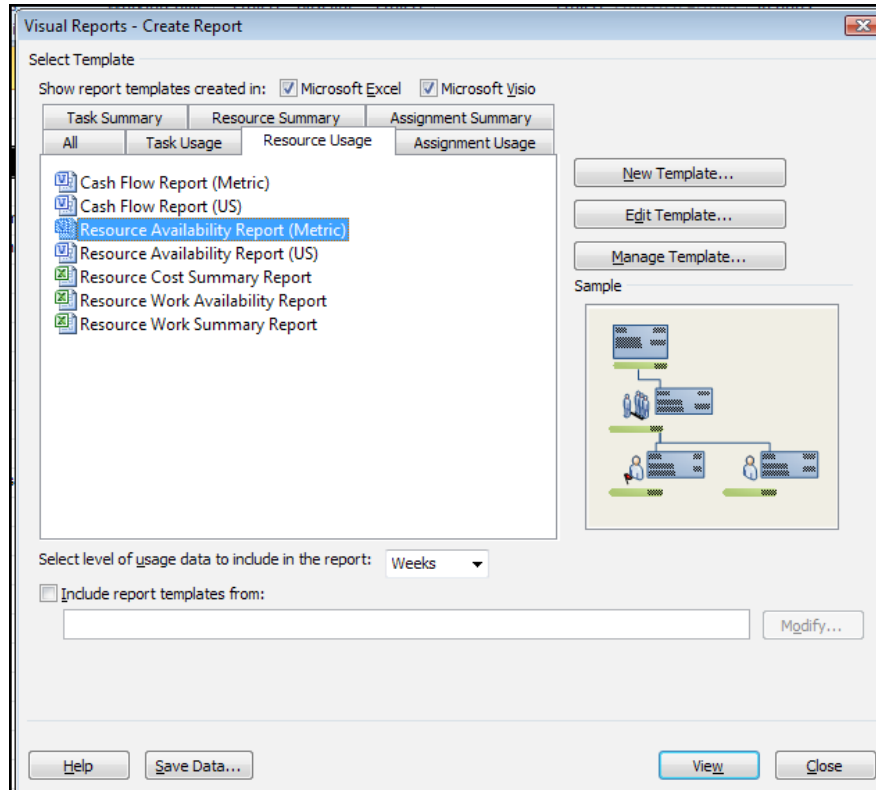 Visual Reports - Create Report
Select Template
Show report templates created in: Microsoft Excel Microsoft Visio
Task Summary Resource Summary Assignment Summary
All Task Usage Resource Usage Assignment Usage
Cash Flow Report (Metric)
Cash Flow Report (US)
Resource Availability Report (Metric)
Resource Availability Report (US)
Resource Cost Summary Report
Resource Work Availability Report
Resource Work Summary Report
New Template...
Edit Template...
Manage Template...
Sample
Select level of usage data to include in the report: Weeks
Include report templates from:
Modify...
Help Save Data... View Close